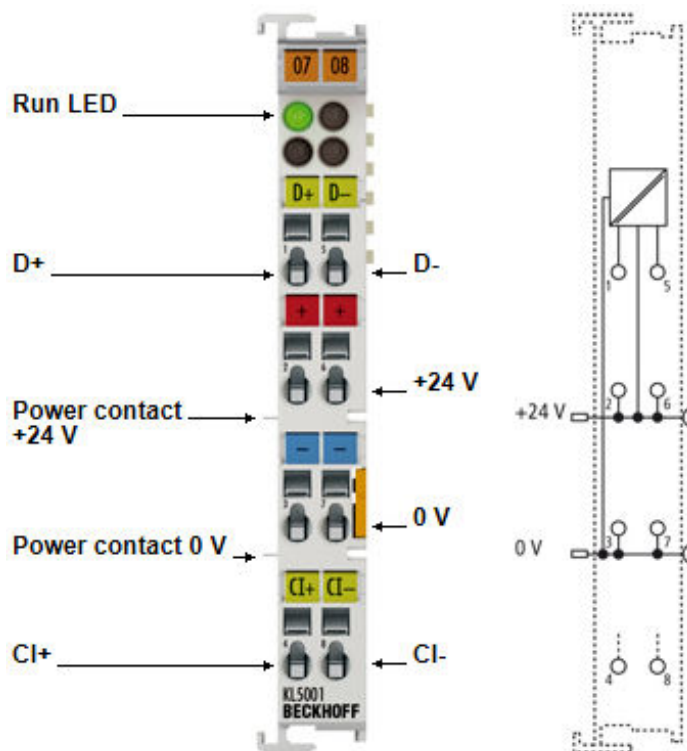 07 08
Run LED
D+ D-
1 5
D+
D-
+ +
2 6
+24 V
Power contact
+24 V
- -
3 7
0 V
Power contact 0 V
CI+ CI-
4 8
CI+
CI-
KL5001
BECKHOFF
1 5
+24 V 2 6
0 V 3 7
4 8